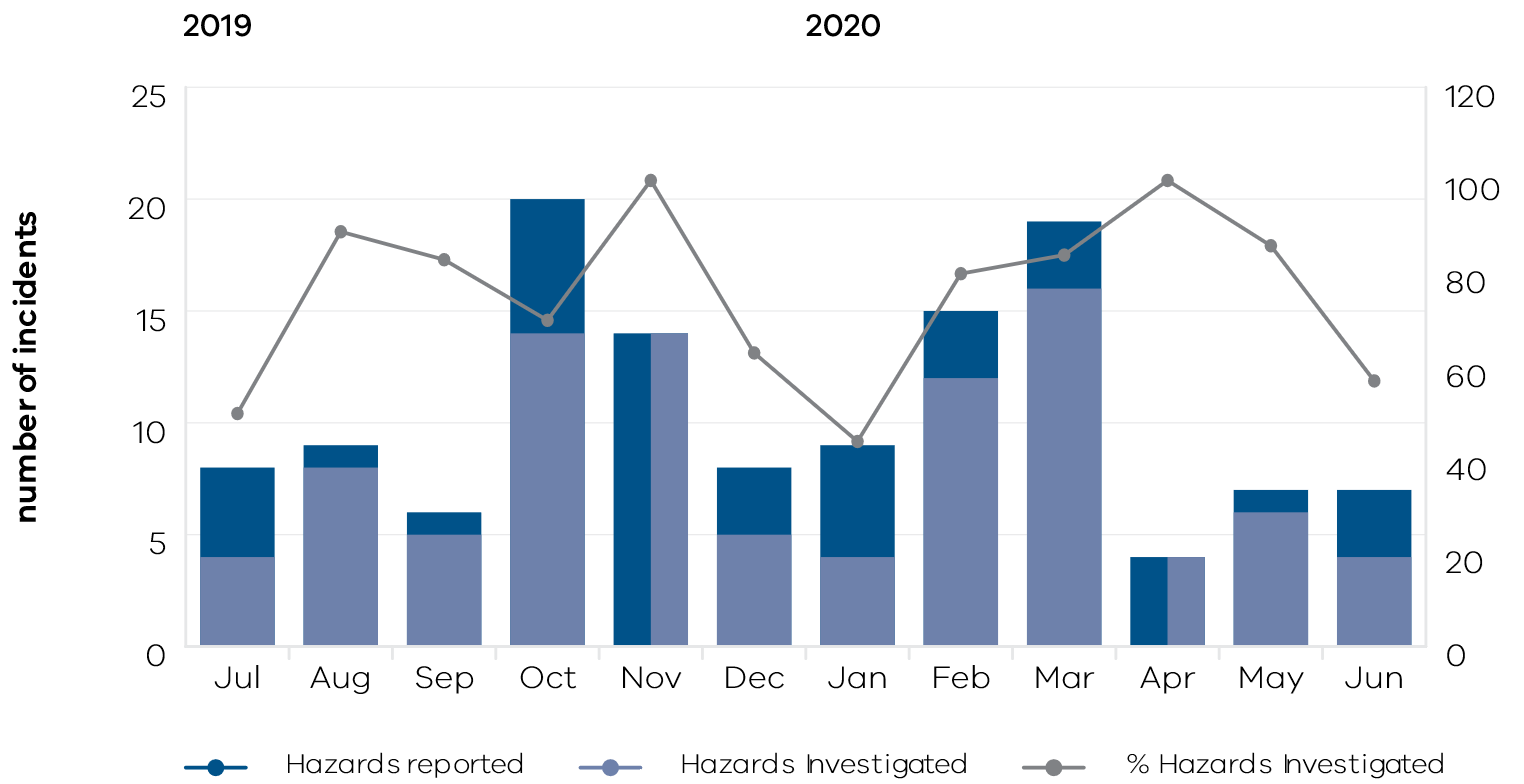 2019 2020
25 120
20 100
15 80
10 60
5 40
0 20
0
number of incidents
Jul Aug Sep Oct Nov Dec Jan Feb Mar Apr May Jun
Hazards reported Hazards Investigated % Hazards Investigated